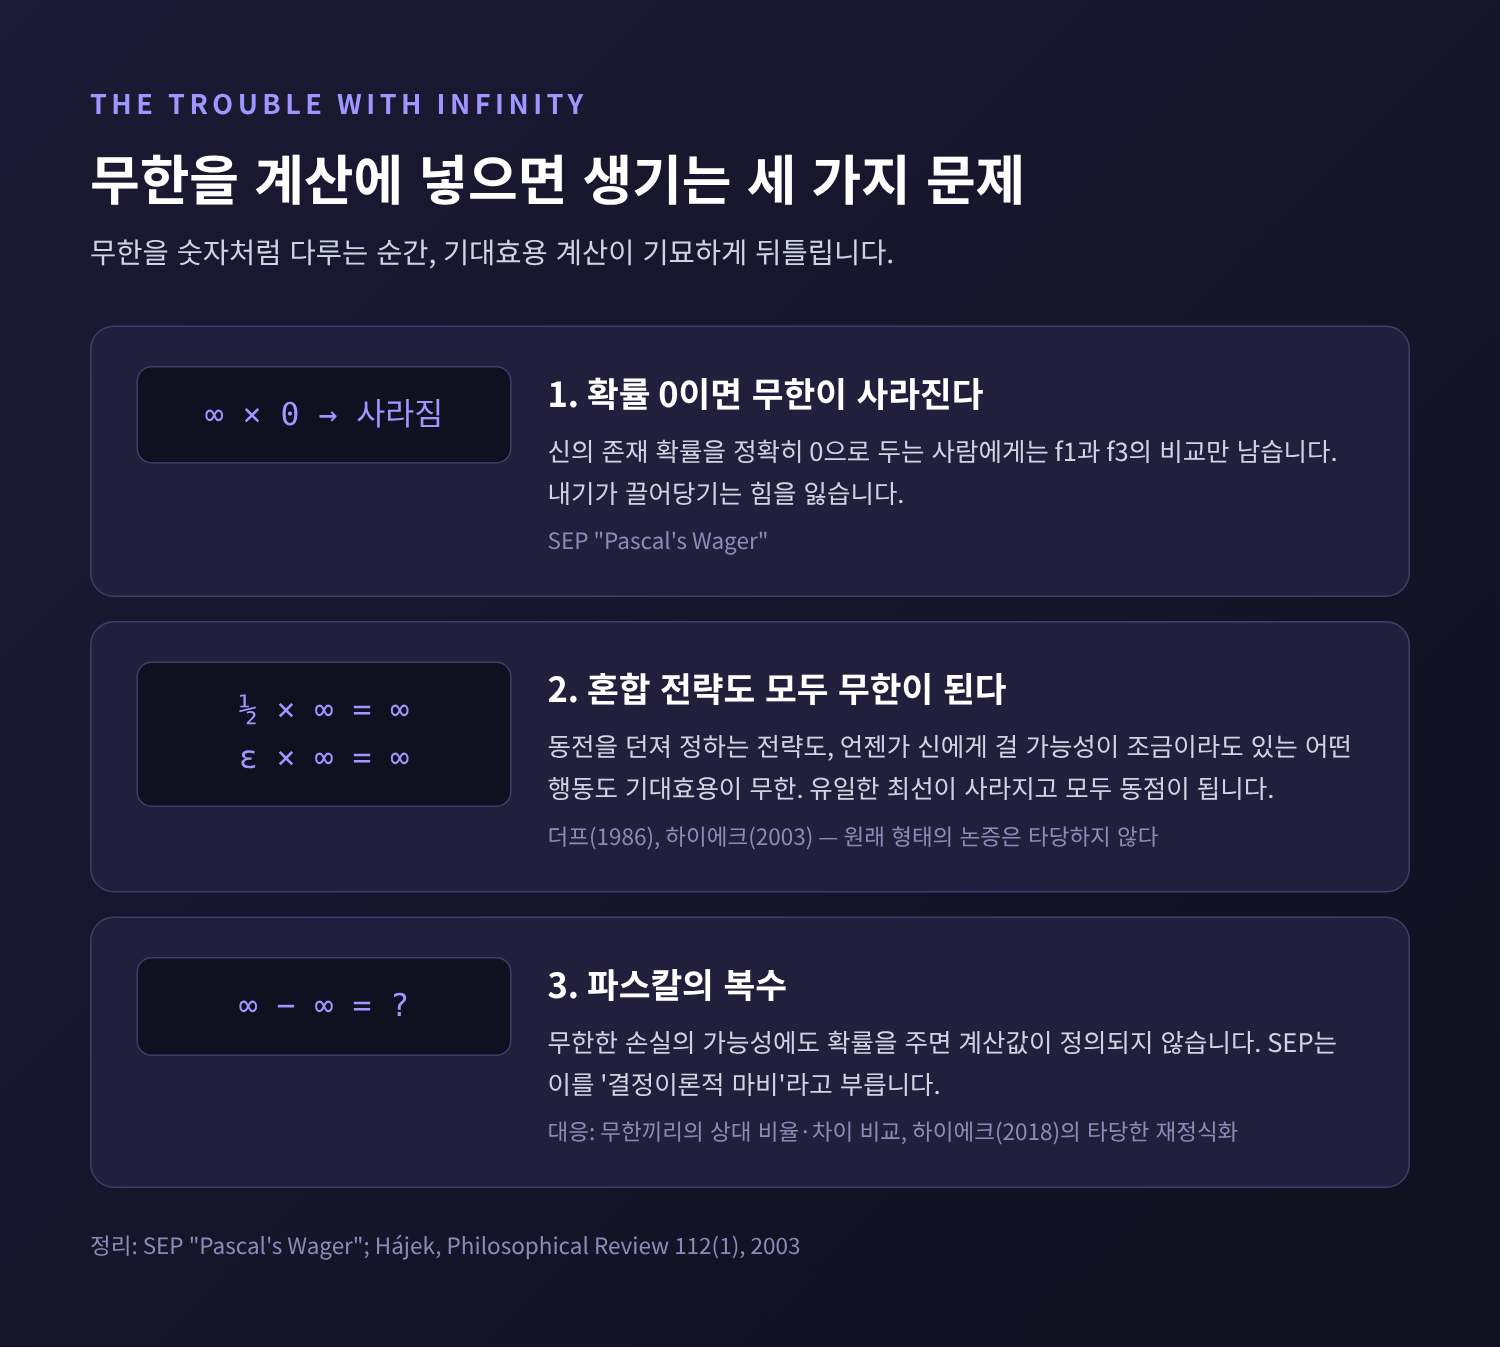 THE TROUBLE WITH INFINITY
무한을 계산에 넣으면 생기는 세 가지 문제
무한을 숫자처럼 다루는 순간, 기대효용 계산이 기묘하게 뒤틀립니다.
∞ × 0 → 사라짐
1. 확률 0이면 무한이 사라진다
신의 존재 확률을 정확히 0으로 두는 사람에게는 f1과 f3의 비교만 남습니다.
내기가 끌어당기는 힘을 잃습니다.
SEP "Pascal's Wager"
½ × ∞ = ∞
ε × ∞ = ∞
2. 혼합 전략도 모두 무한이 된다
동전을 던져 정하는 전략도, 언젠가 신에게 걸 가능성이 조금이라도 있는 어떤
행동도 기대효용이 무한. 유일한 최선이 사라지고 모두 동점이 됩니다.
더프(1986), 하이에크(2003) — 원래 형태의 논증은 타당하지 않다
∞ − ∞ = ?
3. 파스칼의 복수
무한한 손실의 가능성에도 확률을 주면 계산값이 정의되지 않습니다. SEP는
이를 '결정이론적 마비'라고 부릅니다.
대응: 무한끼리의 상대 비율·차이 비교, 하이에크(2018)의 타당한 재정식화
정리: SEP "Pascal's Wager"; Hájek, Philosophical Review 112(1), 2003